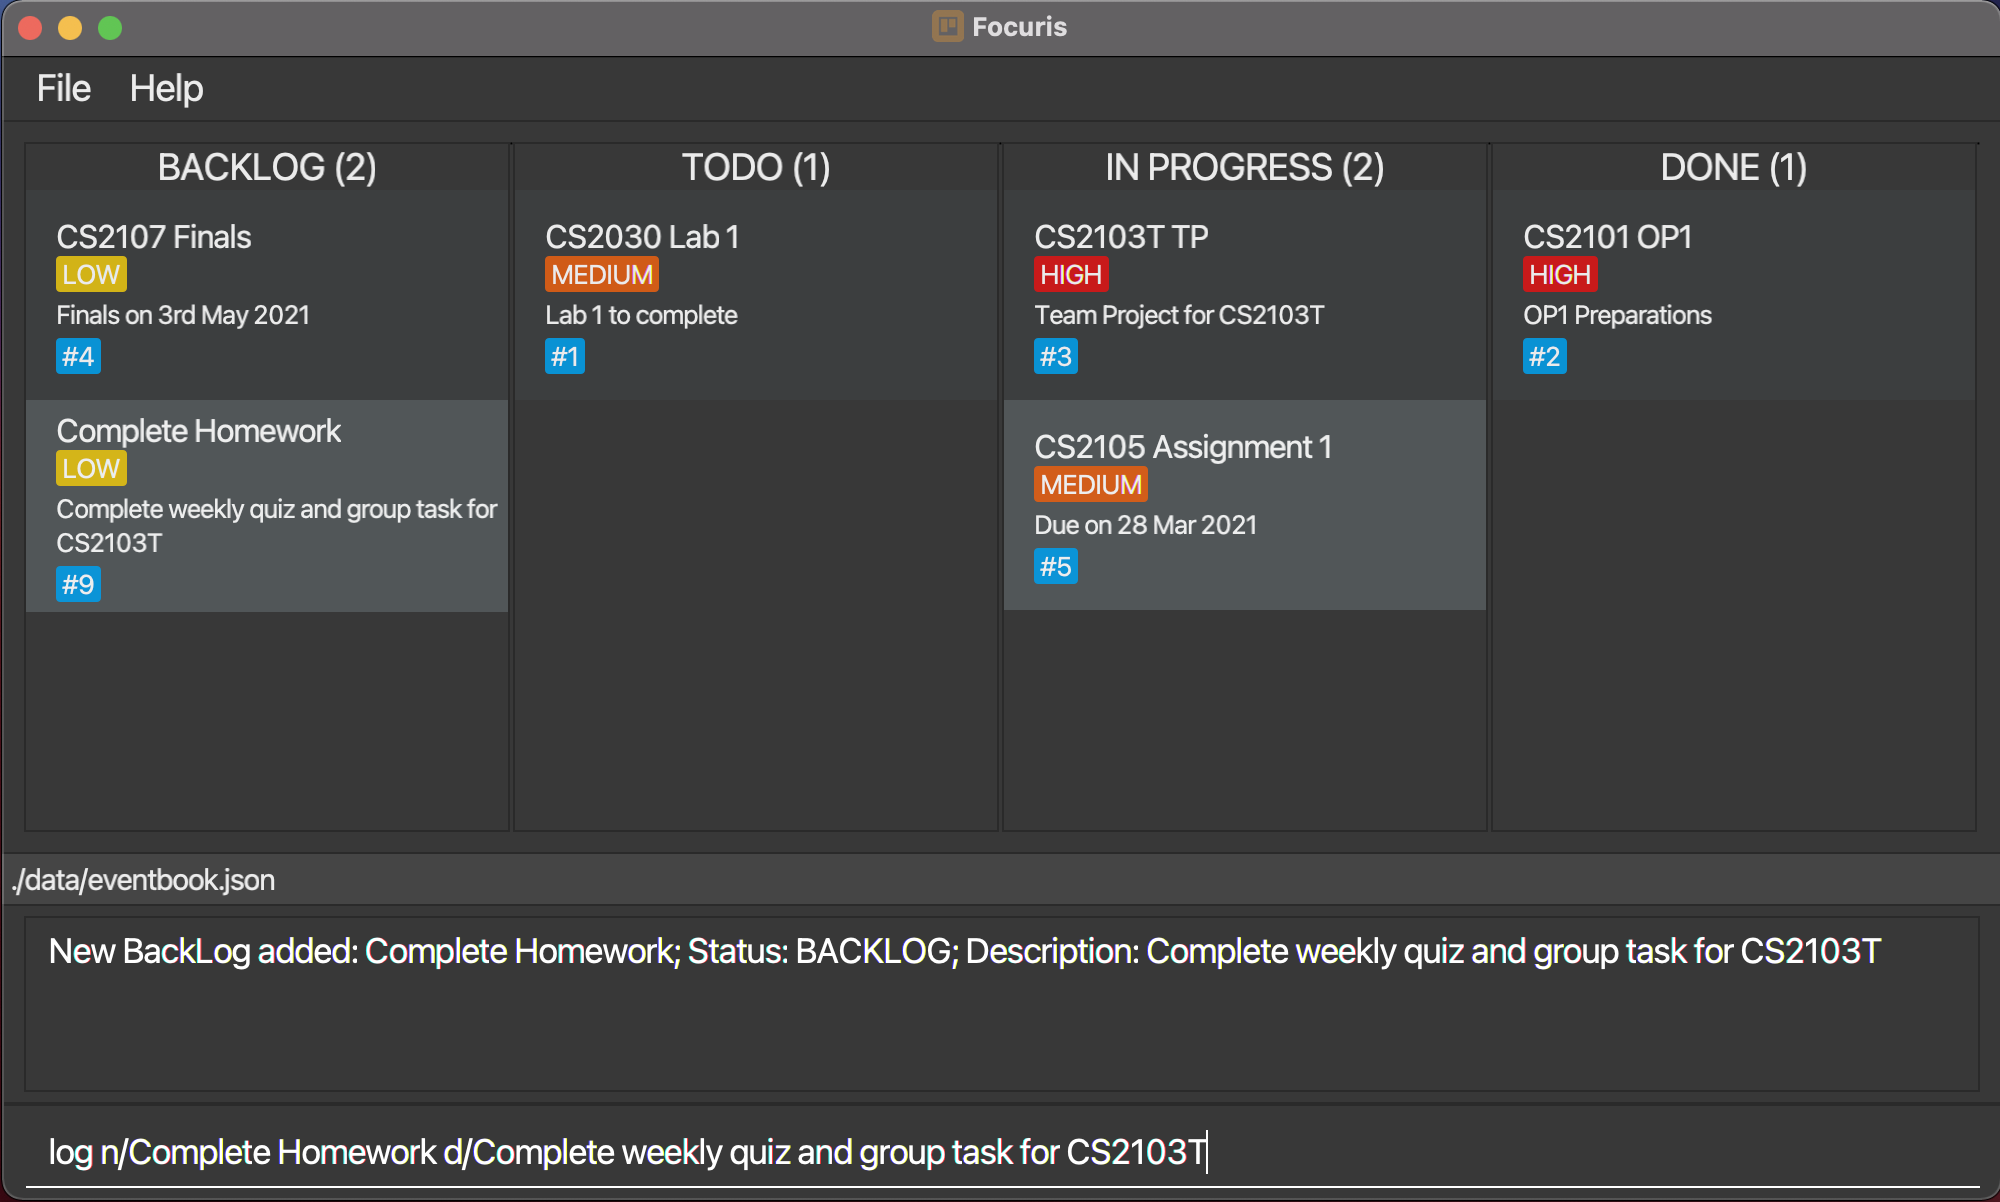 Focuris
File Help
BACKLOG (2)
CS2107 Finals
LOW
Finals on 3rd May 2021
#4
Complete Homework
LOW
Complete weekly quiz and group task for
CS2103T
#9
TODO (1)
CS2030 Lab 1
MEDIUM
Lab 1 to complete
#1
IN PROGRESS (2)
CS2103T TP
HIGH
Team Project for CS2103T
#3
CS2105 Assignment 1
MEDIUM
Due on 28 Mar 2021
#5
DONE (1)
CS2101 OP1
HIGH
OP1 Preparations
#2
./data/eventbook.json
New BackLog added: Complete Homework; Status: BACKLOG; Description: Complete weekly quiz and group task for CS2103T
log n/Complete Homework d/Complete weekly quiz and group task for CS2103T